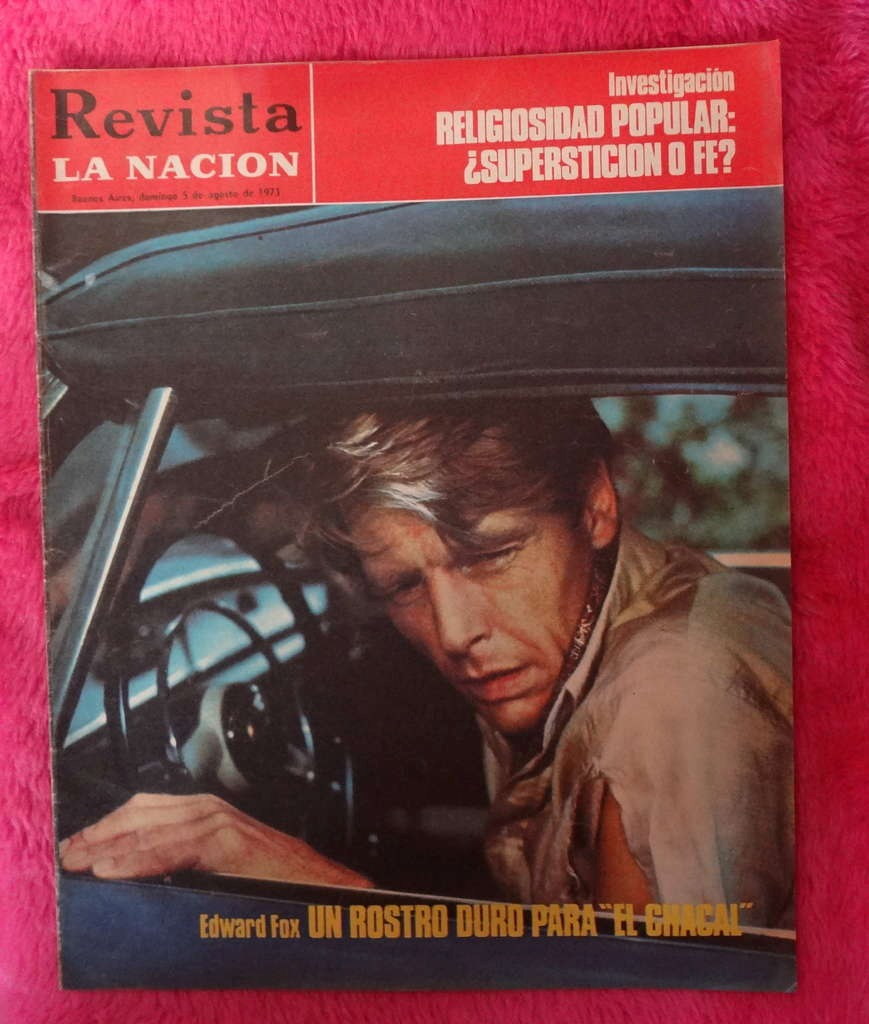 Revista
LA NACION
Buenos Aires, domingo 5 de agosto de 1973
Investigación
RELIGIOSIDAD POPULAR:
¿SUPERSTICION O FE?
Edward Fox UN ROSTRO DURO PARA "EL CHACAL"